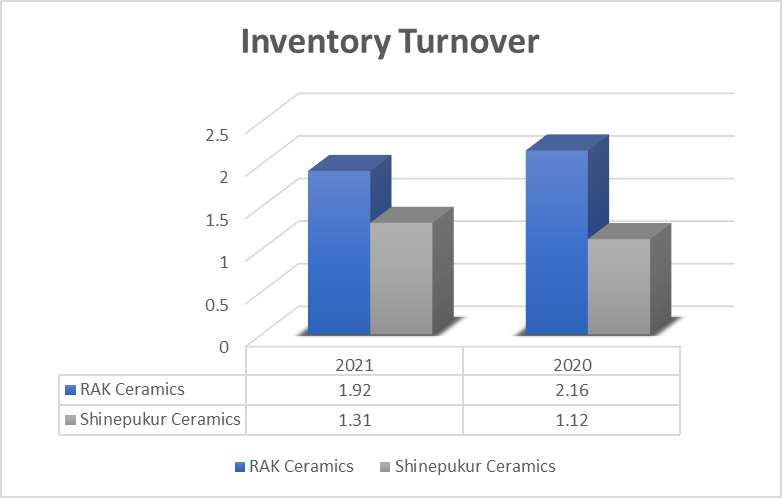 Inventory Turnover
2.5
2
1.5
1
0.5
0
2021 2020
RAK Ceramics 1.92 2.16
Shinepukur Ceramics 1.31 1.12
RAK Ceramics Shinepukur Ceramics